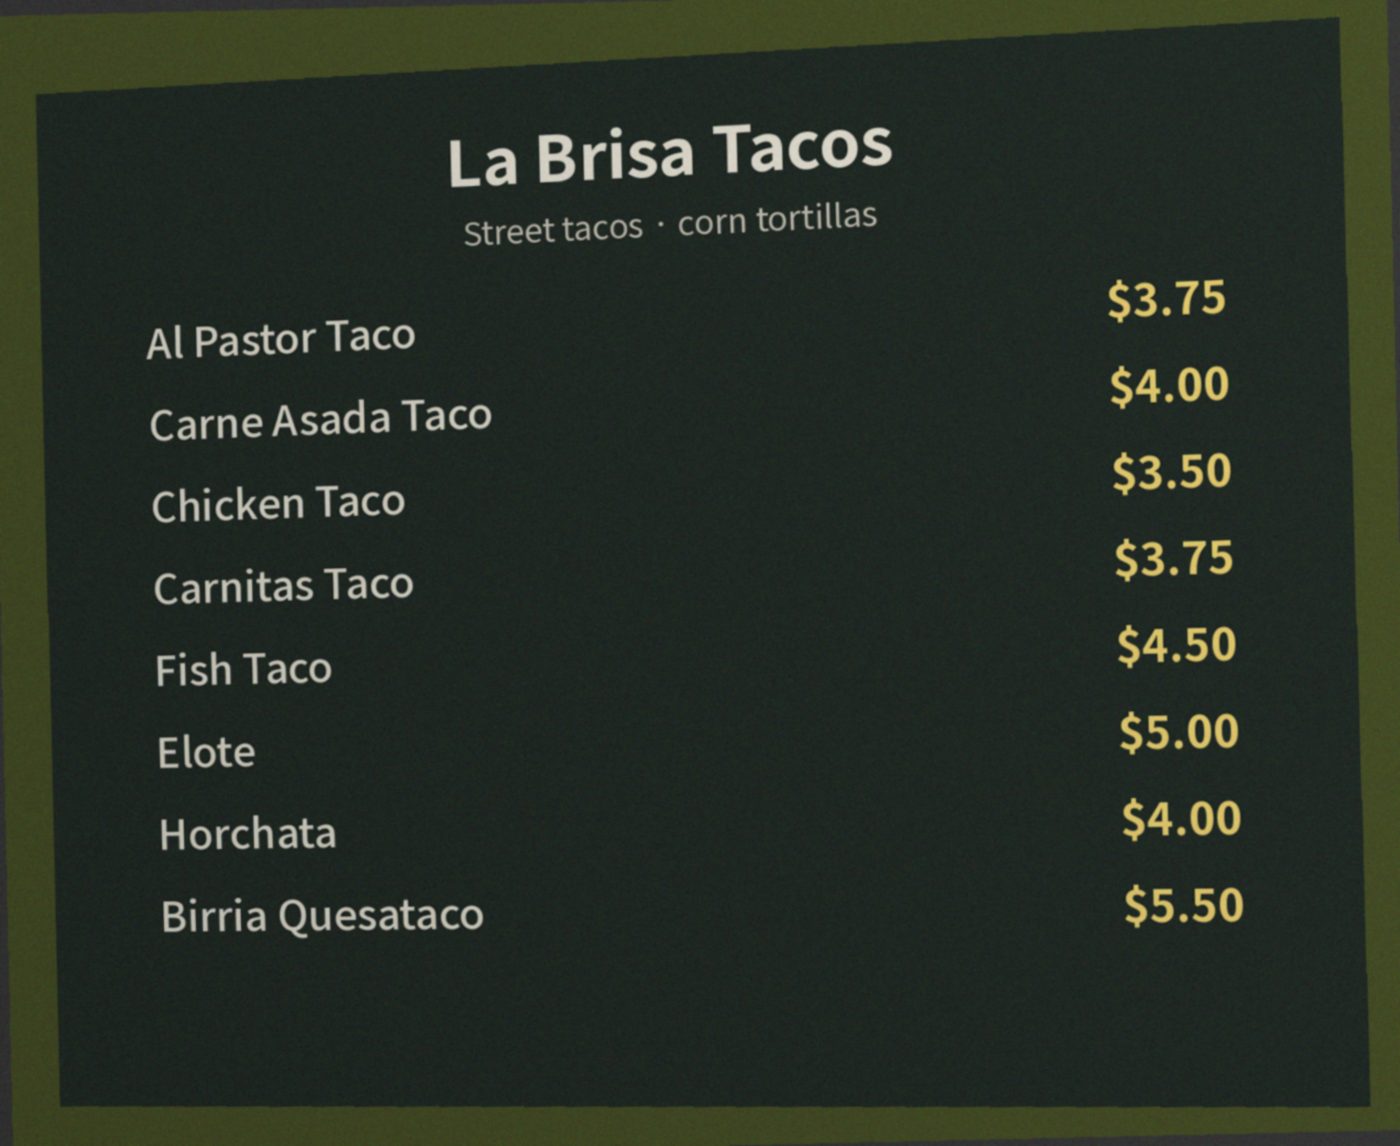 La Brisa Tacos
Street tacos · corn tortillas
Al Pastor Taco $3.75
Carne Asada Taco $4.00
Chicken Taco $3.50
Carnitas Taco $3.75
Fish Taco $4.50
Elote $5.00
Horchata $4.00
Birria Quesataco $5.50